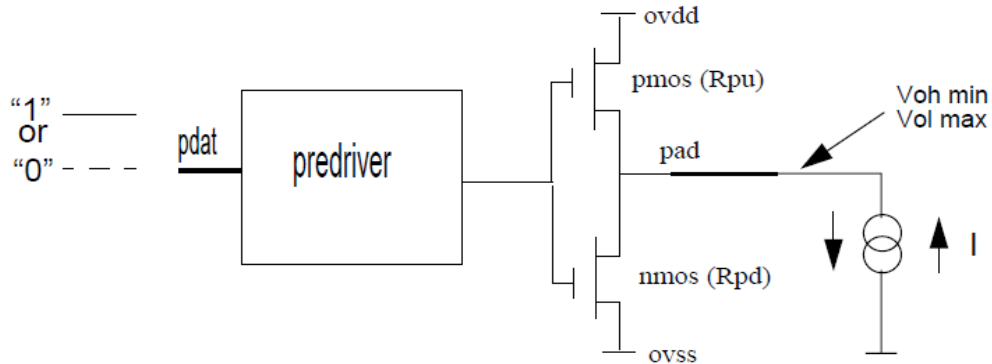 ovdd
pmos (Rpu)
Voh min
Vol max
“1”
or
“0”
pdat
predriver
pad
nmos (Rpd)
I
ovss